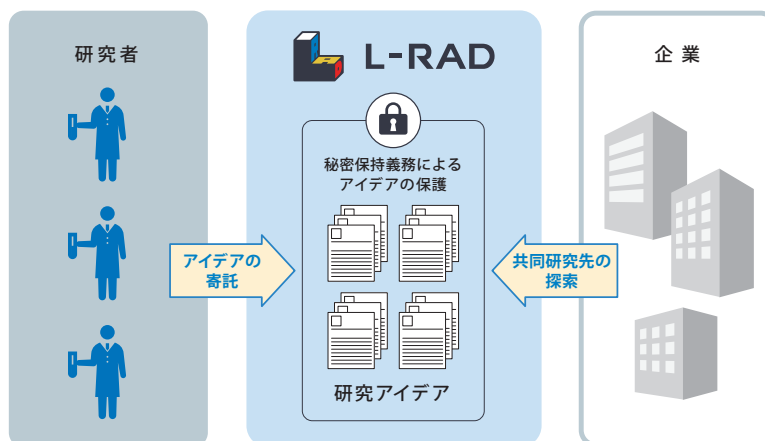 研究者
L-RAD
企業
秘密保持義務による
アイデアの保護
アイデアの
寄託
共同研究先の
探索
研究アイデア